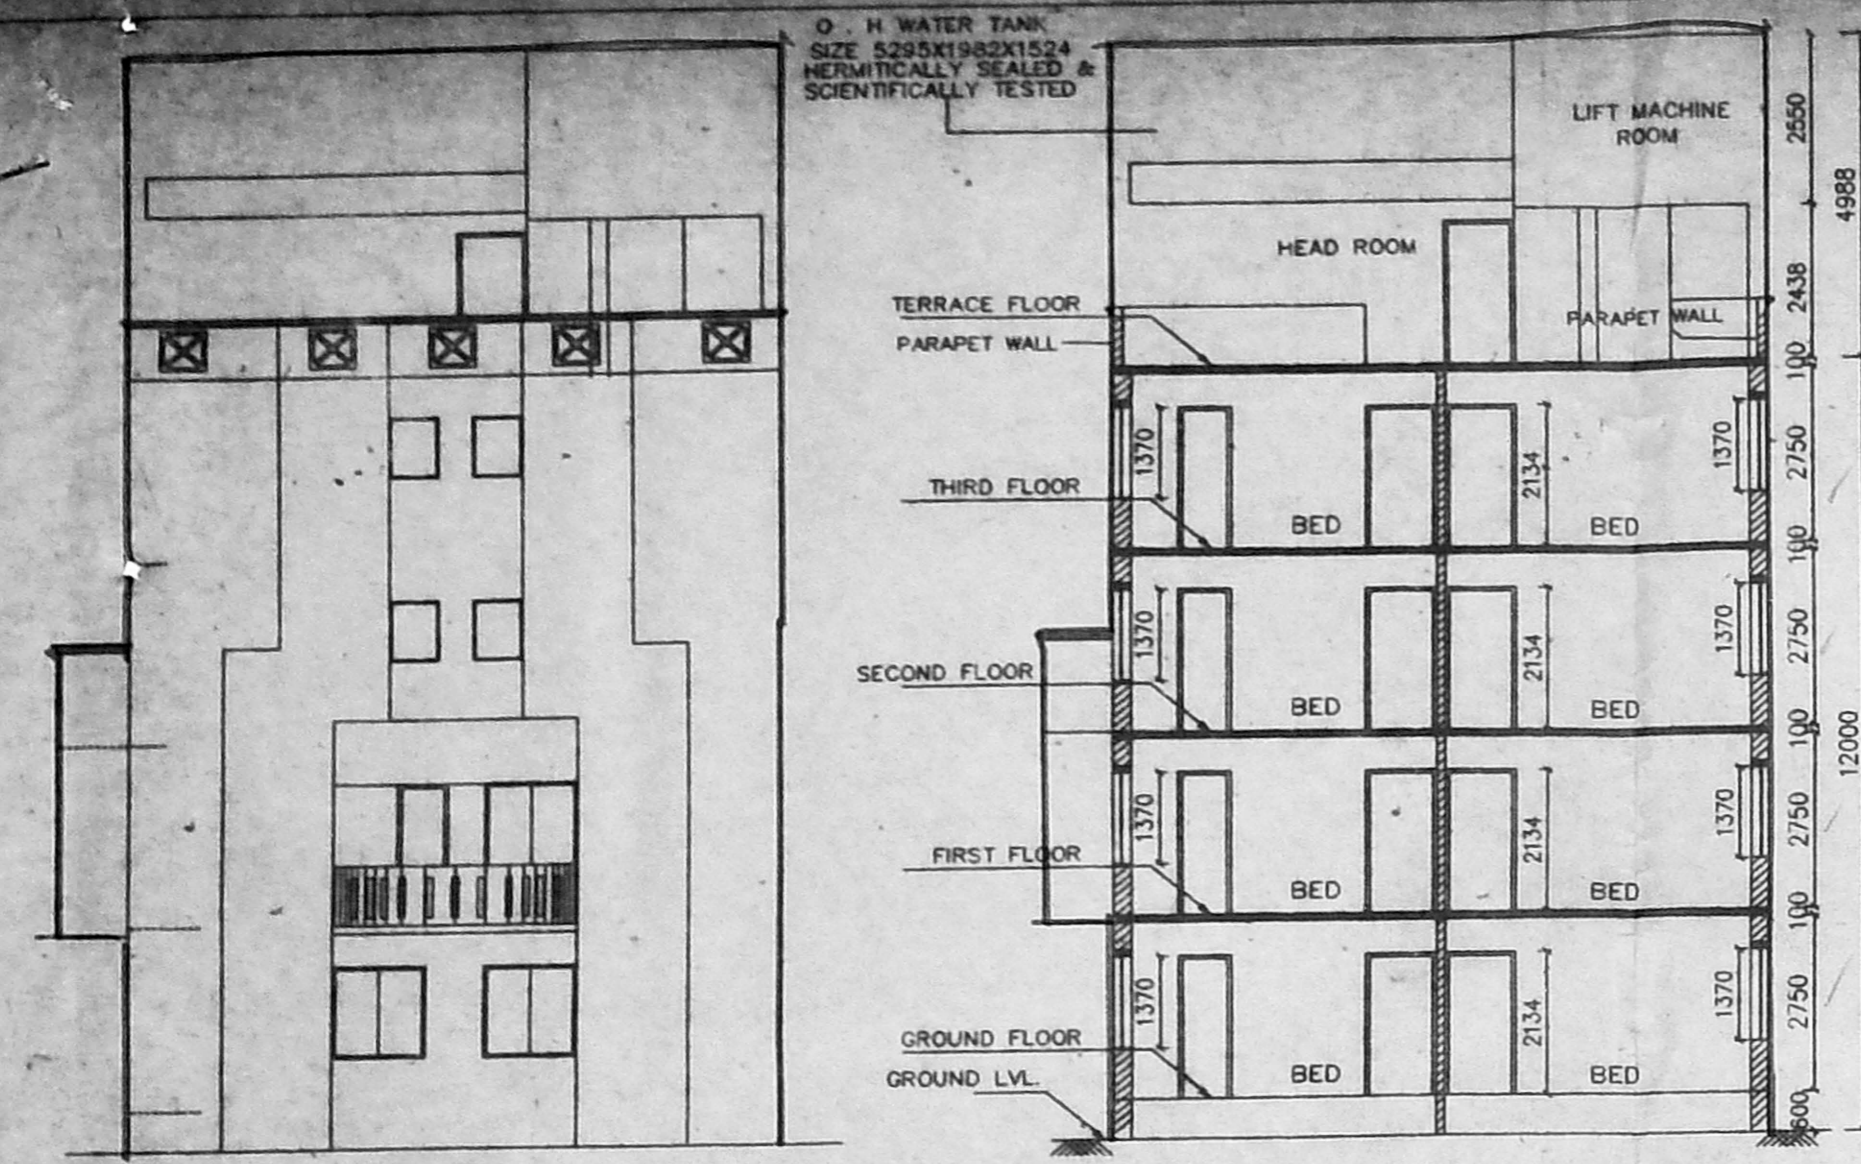 O . H WATER TANK
SIZE 5295X1982X1524
HERMITICALLY SEALED &
SCIENTIFICALLY TESTED
LIFT MACHINE
ROOM
2550
4988
HEAD ROOM
TERRACE FLOOR
2438
PARAPET WALL
PARAPET WALL
100
1370
2134
1370
2750
THIRD FLOOR
BED
BED
100
1370
2134
1370
2750
SECOND FLOOR
BED
BED
100
12000
1370
2134
1370
2750
FIRST FLOOR
BED
BED
100
1370
2134
1370
2750
GROUND FLOOR
GROUND LVL.
BED
BED
600